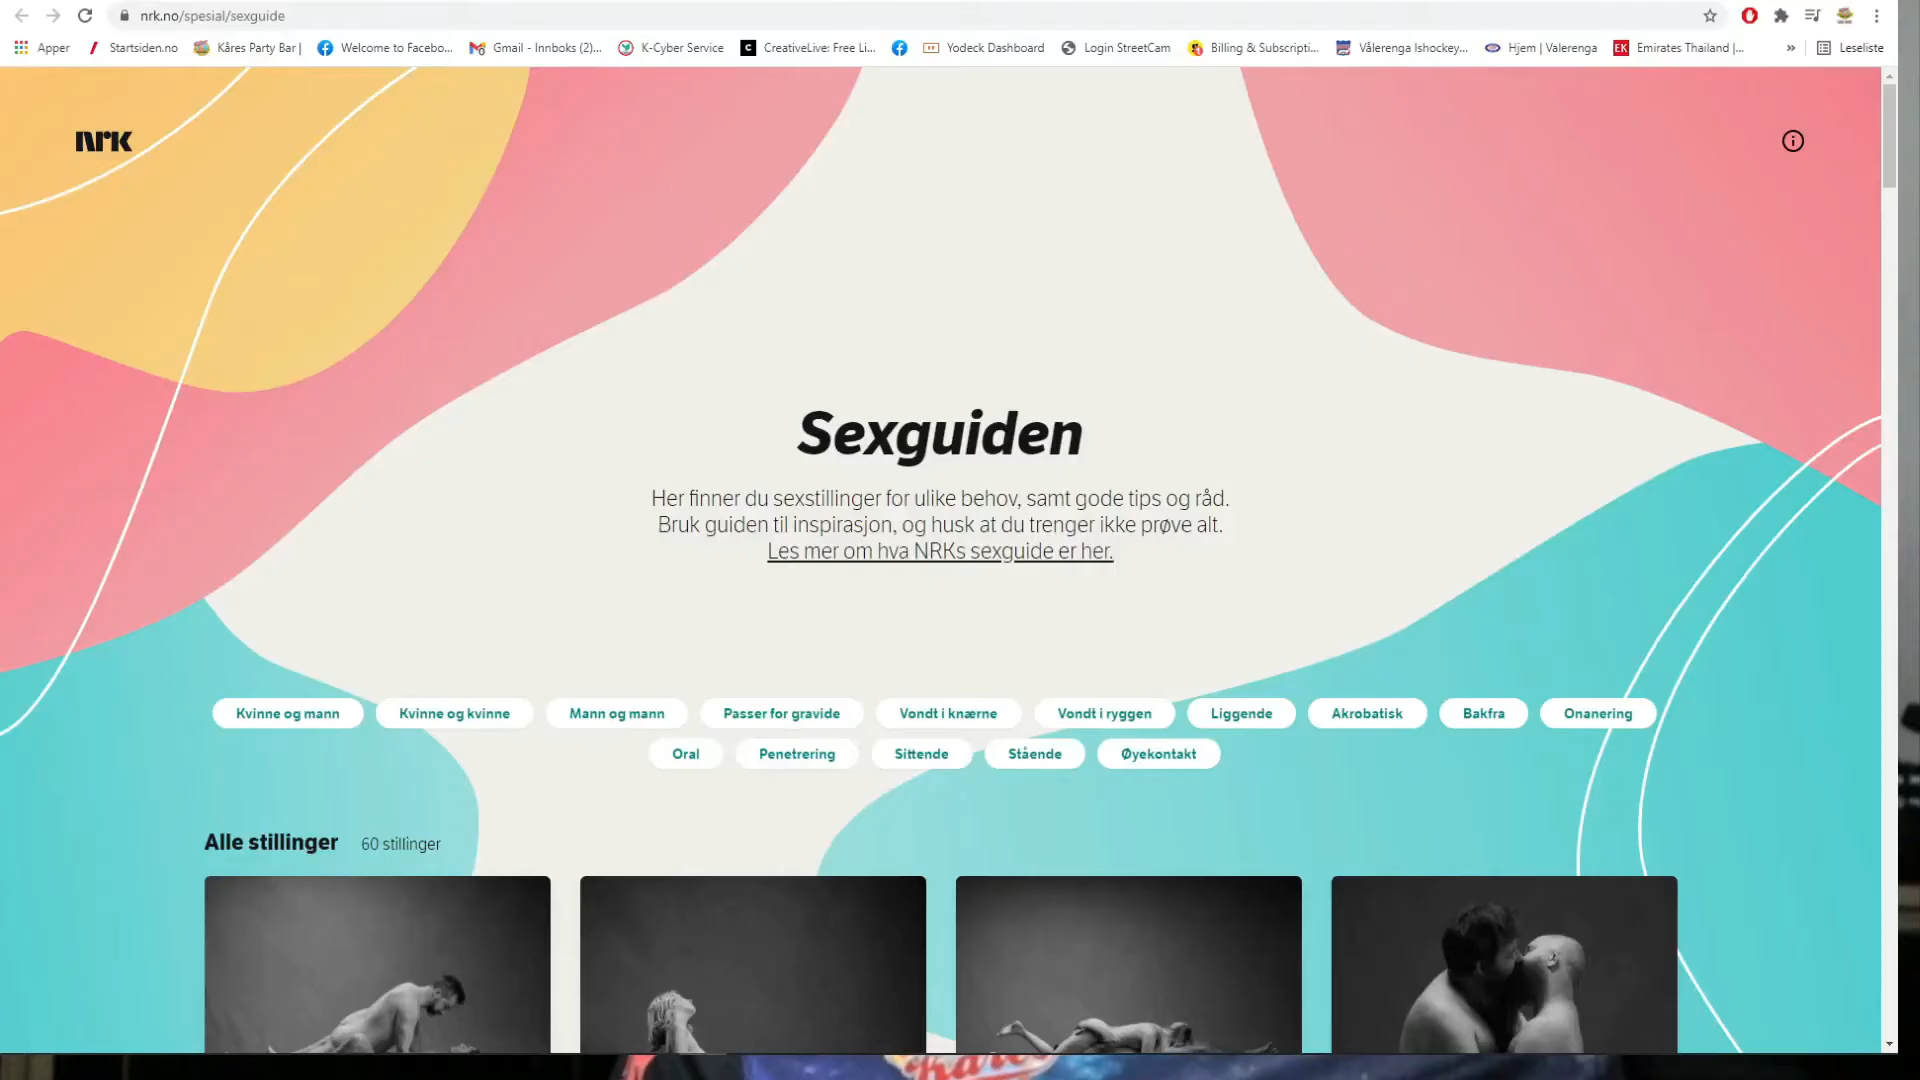 nrk.no/spesial/sexguide
Apper
Startsiden.no
Kåres Party Bar |
Welcome to Facebo...
Gmail - Innboks (2)...
K-Cyber Service
CreativeLive: Free Li...
Yodeck Dashboard
Login StreetCam
Billing & Subscripti...
Vålerenga Ishockey...
Hjem | Valerenga
EK
Emirates Thailand |...
»
Leseliste
nrk
Sexguiden
Her finner du sexstillinger for ulike behov, samt gode tips og råd.
Bruk guiden til inspirasjon, og husk at du trenger ikke prøve alt.
Les mer om hva NRKs sexguide er her.
Kvinne og mann
Kvinne og kvinne
Mann og mann
Passer for gravide
Vondt i knærne
Vondt i ryggen
Liggende
Akrobatisk
Bakfra
Onanering
Oral
Penetrering
Sittende
Stående
Øyekontakt
Alle stillinger
60 stillinger